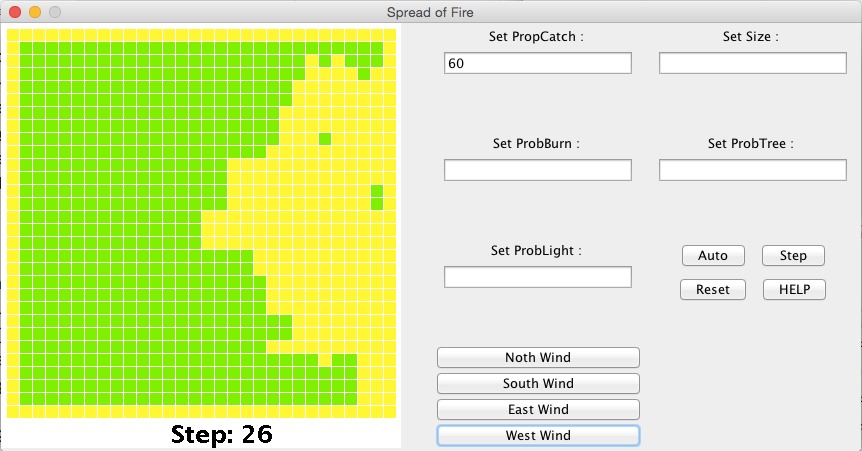 Spread of Fire
Set PropCatch :
Set Size :
60
Set ProbBurn :
Set ProbTree :
Set ProbLight :
Auto
Step
Reset
HELP
Noth Wind
South Wind
East Wind
West Wind
Step: 26